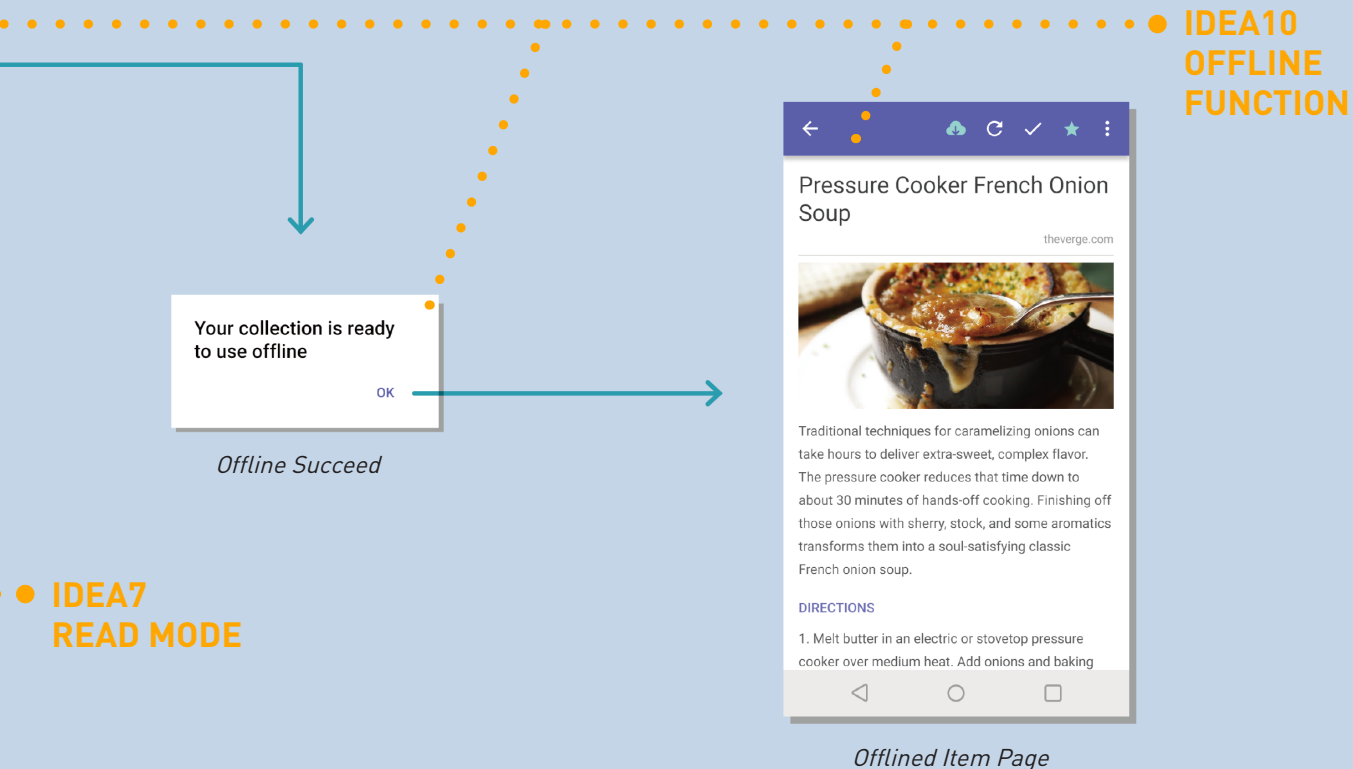 IDEA10
OFFLINE
FUNCTION
Your collection is ready
to use offline
OK
Offline Succeed
IDEA7
READ MODE
Pressure Cooker French Onion
Soup
theverge.com
Traditional techniques for caramelizing onions can
take hours to deliver extra-sweet, complex flavor.
The pressure cooker reduces that time down to
about 30 minutes of hands-off cooking. Finishing off
those onions with sherry, stock, and some aromatics
transforms them into a soul-satisfying classic
French onion soup.
DIRECTIONS
1. Melt butter in an electric or stovetop pressure
cooker over medium heat. Add onions and baking
Offlined Item Page